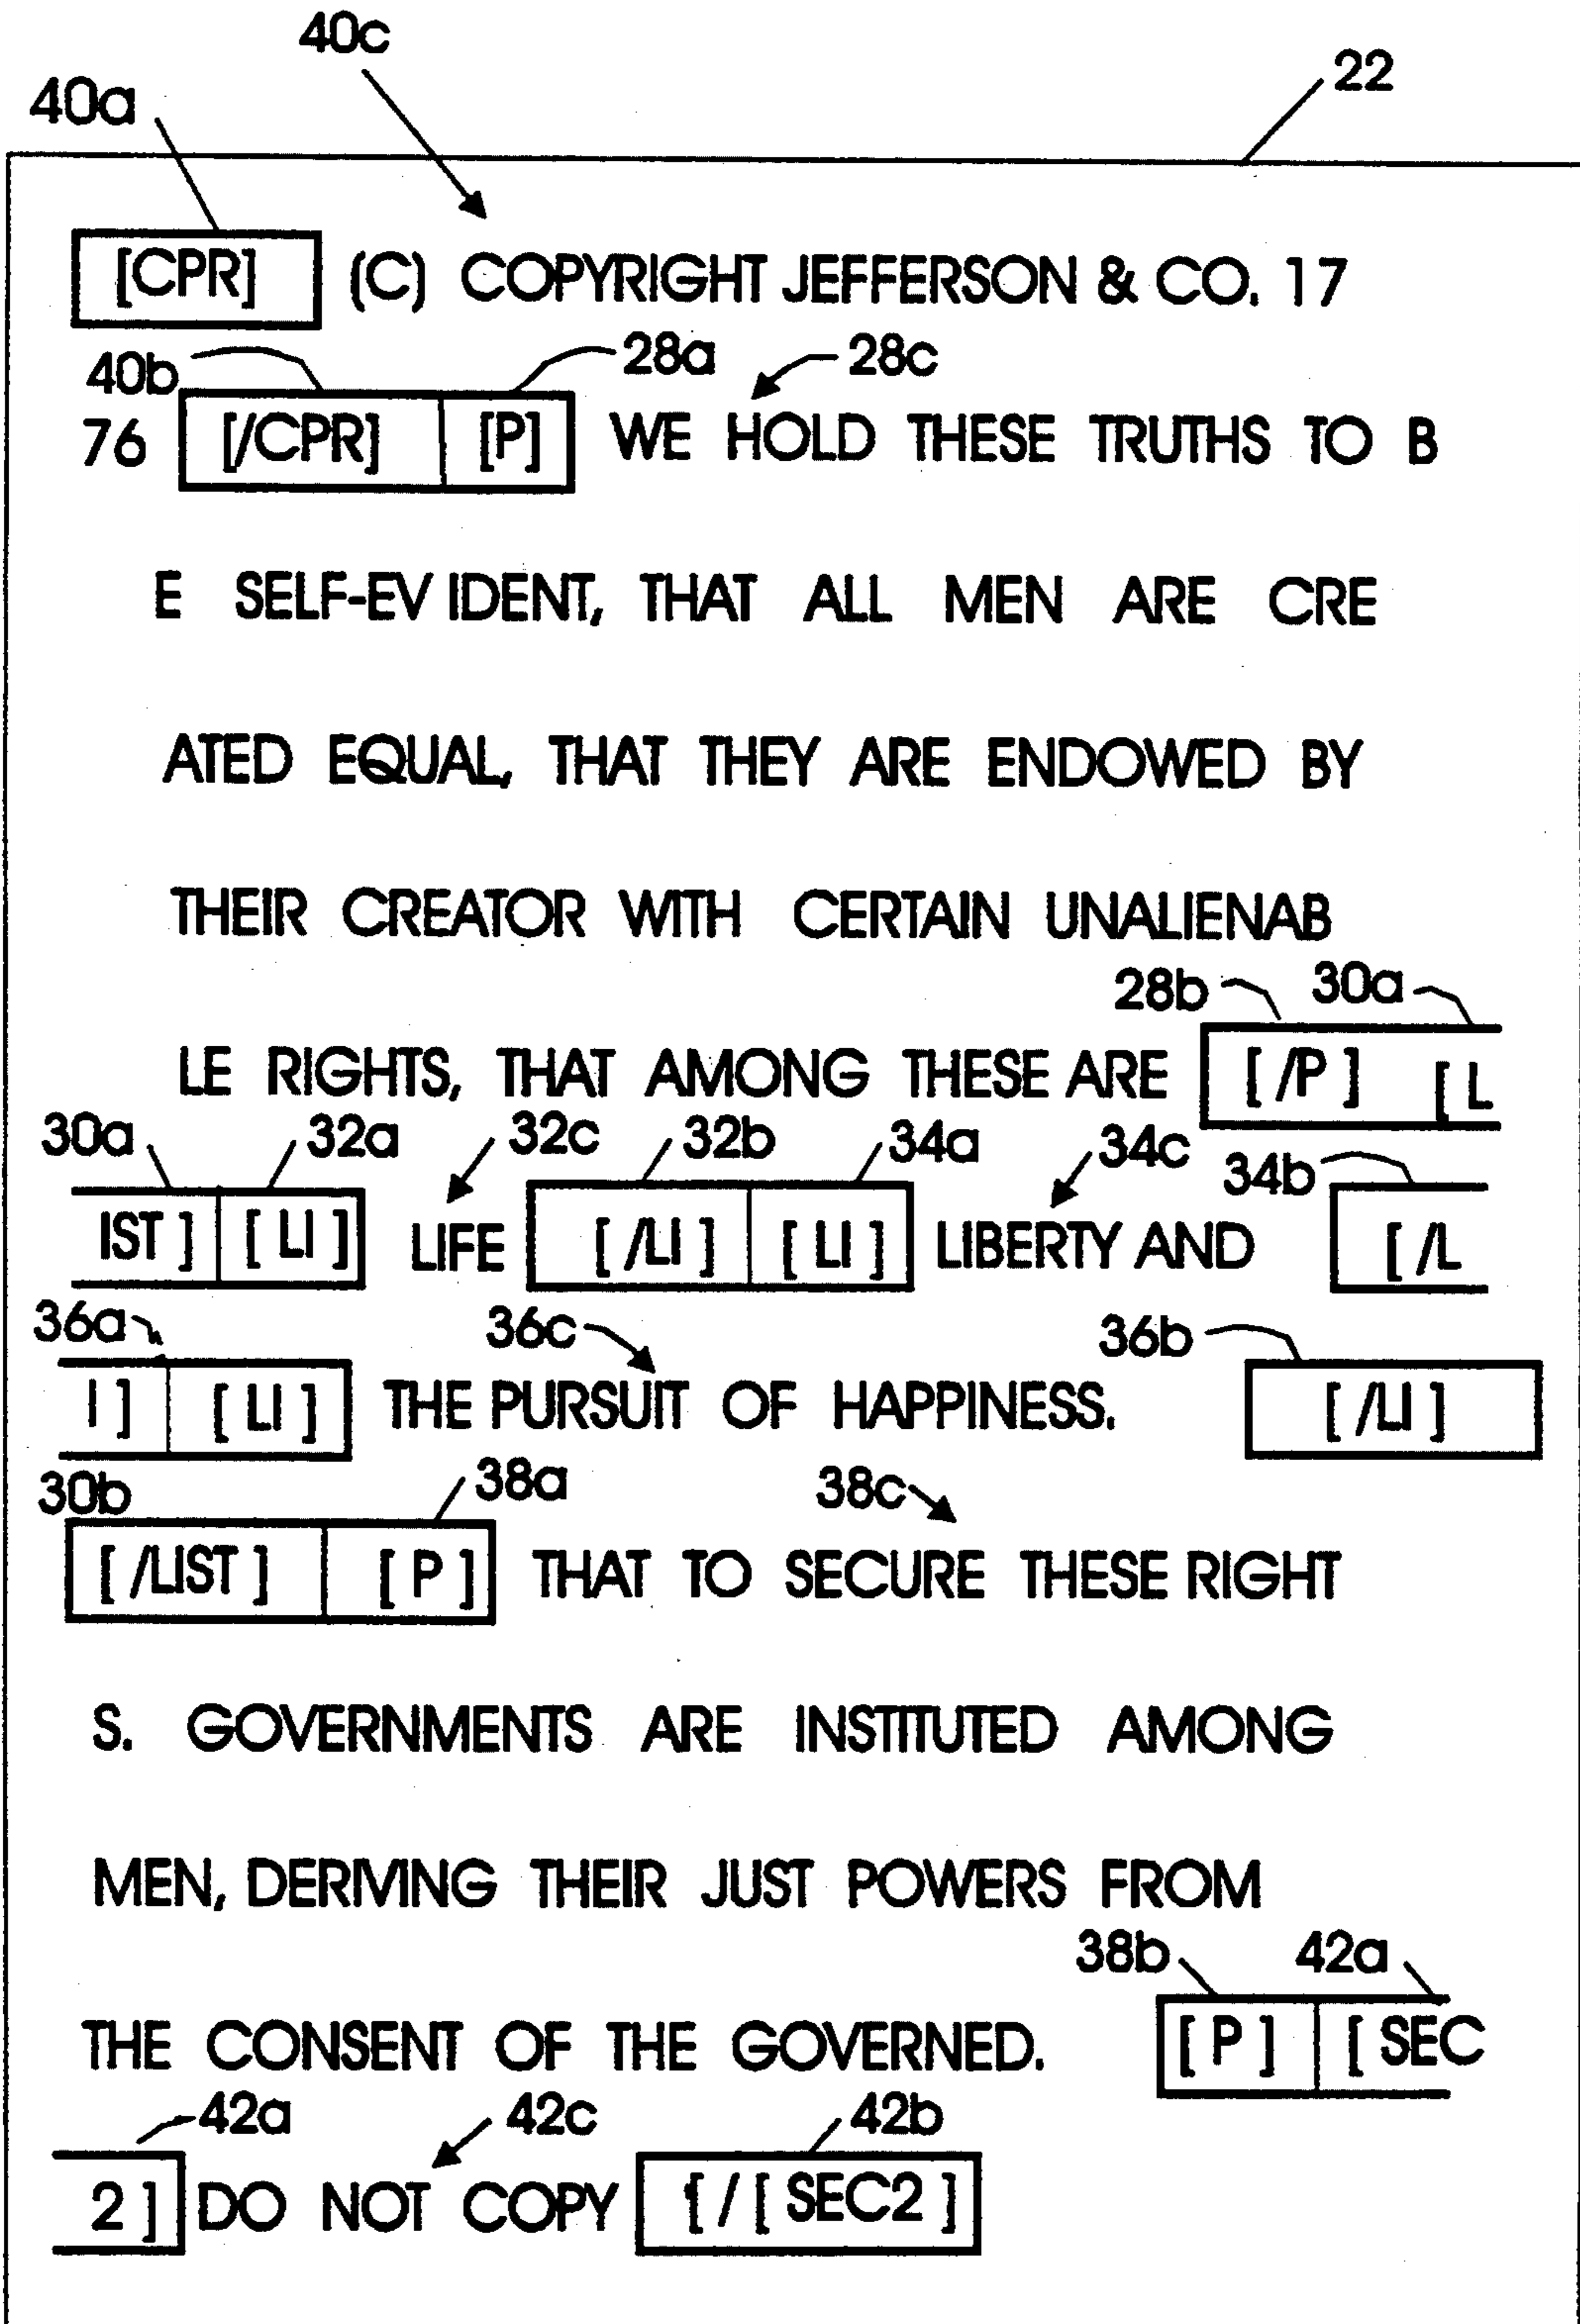 40c
40a 22
[CPR] (C) COPYRIGHT JEFFERSON & CO. 17
40b 28a 28c
76 [/CPR] [P] WE HOLD THESE TRUTHS TO B
E SELF-EV IDENT, THAT ALL MEN ARE CRE
ATED EQUAL, THAT THEY ARE ENDOWED BY
THEIR CREATOR WITH CERTAIN UNALIENAB
28b 30a
LE RIGHTS, THAT AMONG THESE ARE [ /P ] [ L
30a 32a 32c 32b 34a 34c 34b
IST ] [ LI ] LIFE [ /LI ] [ LI ] LIBERTY AND [ /L
36a 36c 36b
I ] [ LI ] THE PURSUIT OF HAPPINESS. [ /LI ]
30b 38a 38c
[ /LIST ] [ P ] THAT TO SECURE THESE RIGHT
S. GOVERNMENTS ARE INSTITUTED AMONG
MEN, DERIVING THEIR JUST POWERS FROM
38b 42a
THE CONSENT OF THE GOVERNED. [ P ] [ SEC
42a 42c 42b
2 ] DO NOT COPY [ / [ SEC2 ]